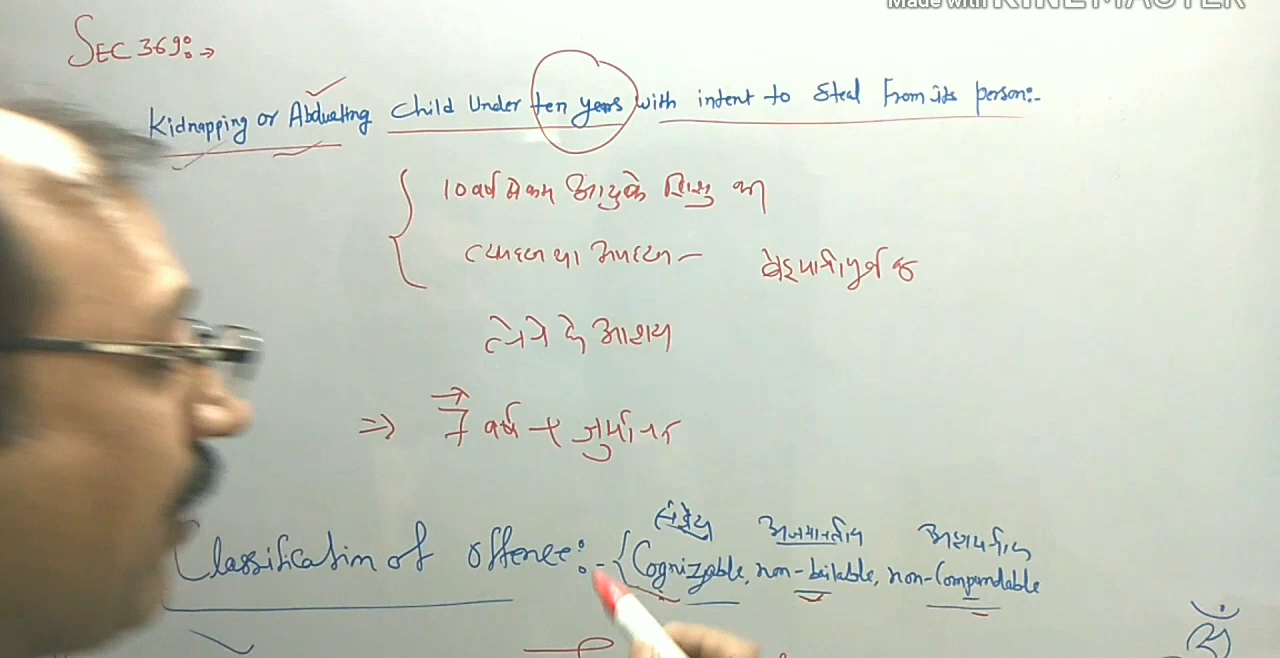 Made with KINEMASTER
SEC 369:→
Kidnapping or Abducting Child Under ten years with intent to Steal From its person:-
10 वर्ष से कम आयु के शिशु का
व्यपहरण या अपहरण – बेइमानी पूर्वक
लेने के आशय
⇒ 7 वर्ष + जुर्माना
संज्ञेय अजमानतीय अशमनीय
Classification of offence:- { Cognizable, non-bailable, non-Compundable